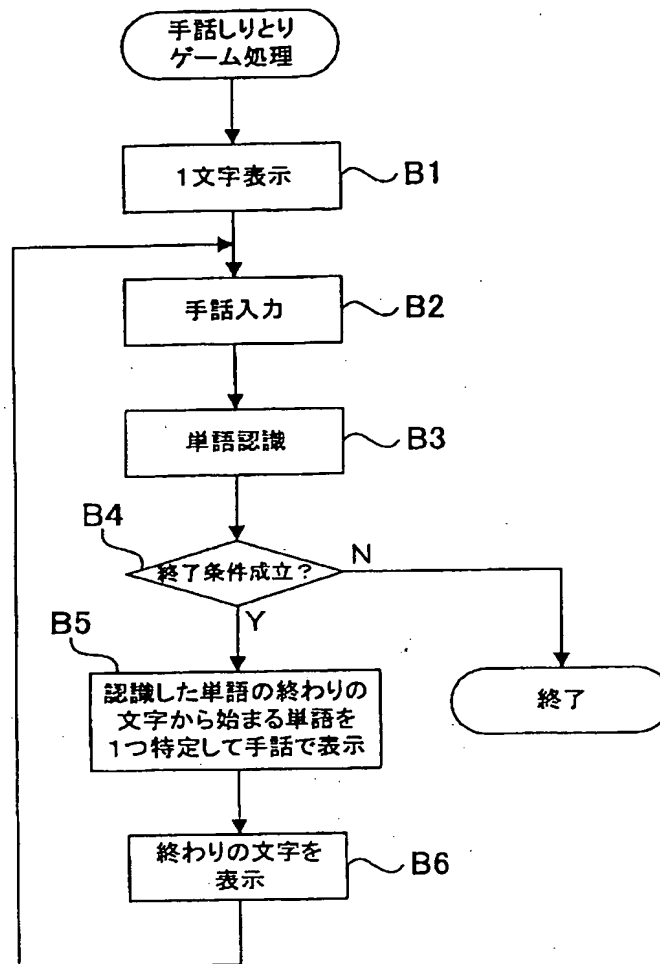 手話しりとり
ゲーム処理
1文字表示
B1
手話入力
B2
単語認識
B3
B4
終了条件成立？
N
Y
B5
認識した単語の終わりの
文字から始まる単語を
1つ特定して手話で表示
終了
終わりの文字を
表示
B6